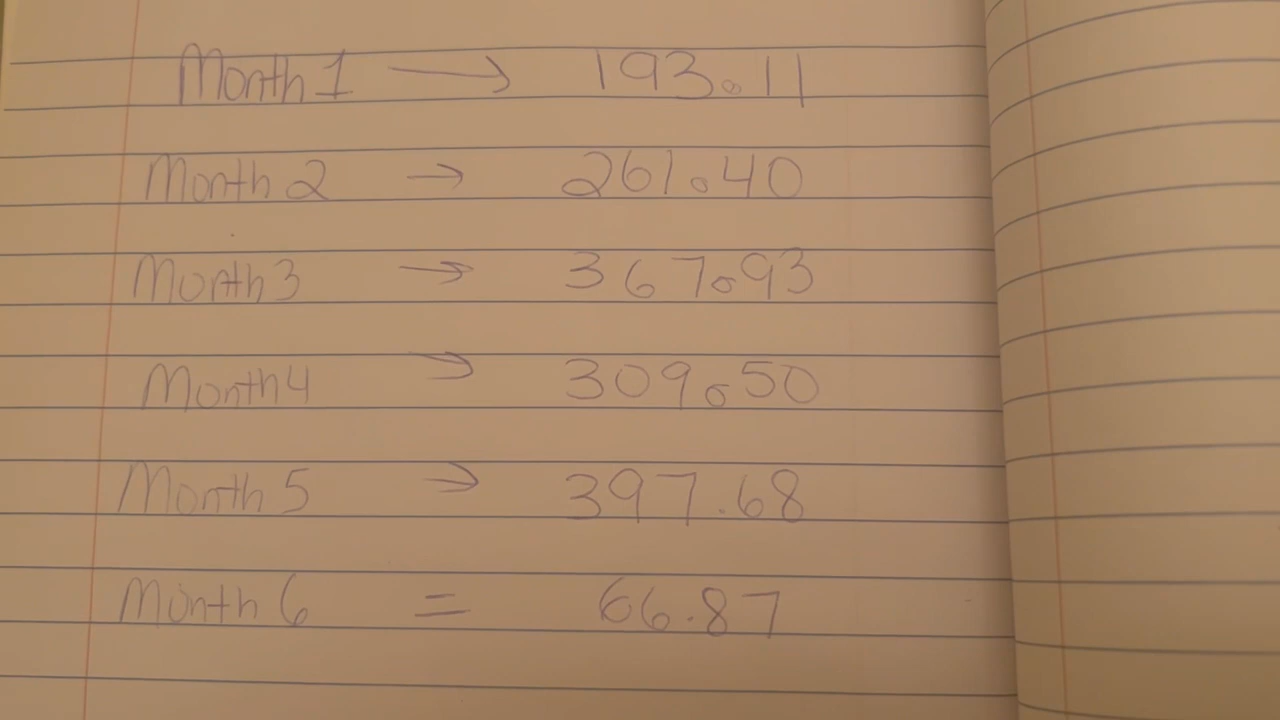 Month 1 → 193.11
Month 2 → 261.40
Month 3 → 367.93
Month 4 → 309.50
Month 5 → 397.68
Month 6 = 66.87